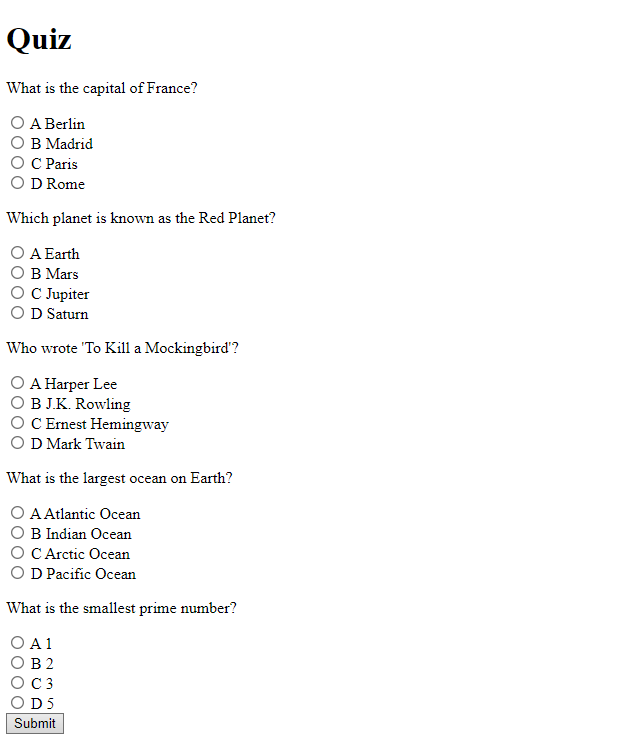 Quiz
What is the capital of France?
A Berlin
B Madrid
C Paris
D Rome
Which planet is known as the Red Planet?
A Earth
B Mars
C Jupiter
D Saturn
Who wrote 'To Kill a Mockingbird'?
A Harper Lee
B J.K. Rowling
C Ernest Hemingway
D Mark Twain
What is the largest ocean on Earth?
A Atlantic Ocean
B Indian Ocean
C Arctic Ocean
D Pacific Ocean
What is the smallest prime number?
A 1
B 2
C 3
D 5
Submit